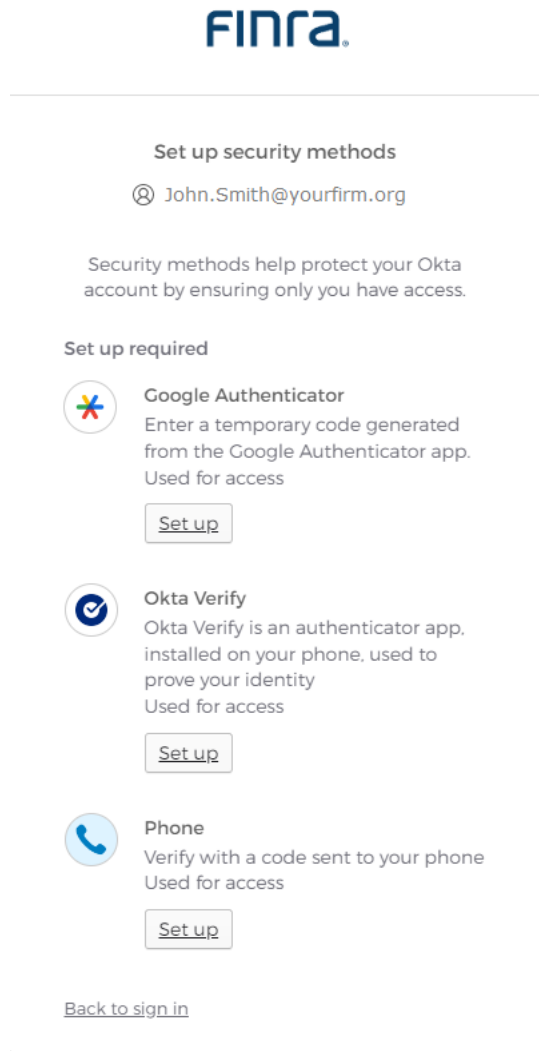 FINRA®
Set up security methods
John.Smith@yourfirm.org
Security methods help protect your Okta
account by ensuring only you have access.
Set up required
Google Authenticator
Enter a temporary code generated
from the Google Authenticator app.
Used for access
Set up
Okta Verify
Okta Verify is an authenticator app,
installed on your phone, used to
prove your identity
Used for access
Set up
Phone
Verify with a code sent to your phone
Used for access
Set up
Back to sign in